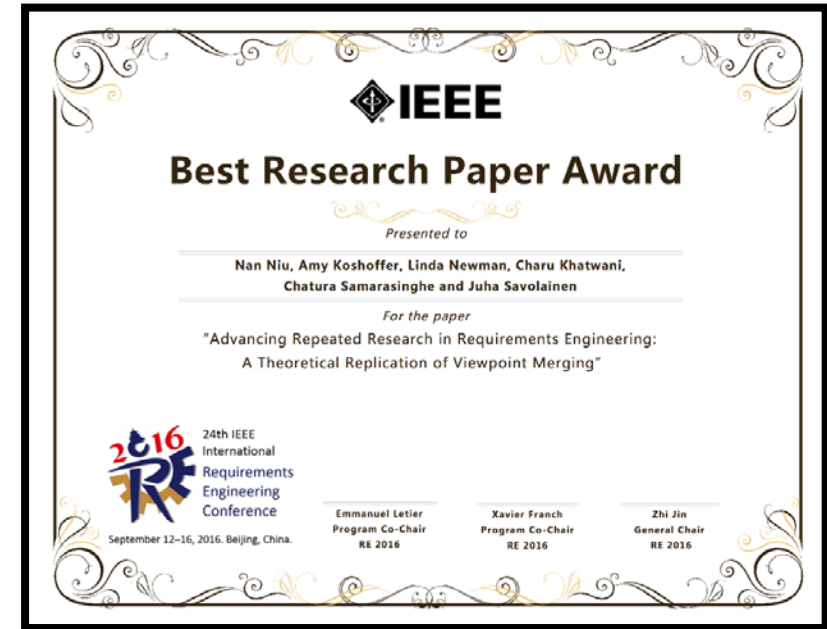 IEEE
Best Research Paper Award
Presented to
Nan Niu, Amy Koshoffer, Linda Newman, Charu Khatwani,
Chatura Samarasinghe and Juha Savolainen
For the paper
"Advancing Repeated Research in Requirements Engineering:
A Theoretical Replication of Viewpoint Merging"
2016
RE
24th IEEE
International
Requirements
Engineering
Conference
September 12–16, 2016. Beijing, China.
Emmanuel Letier
Program Co-Chair
RE 2016
Xavier Franch
Program Co-Chair
RE 2016
Zhi Jin
General Chair
RE 2016